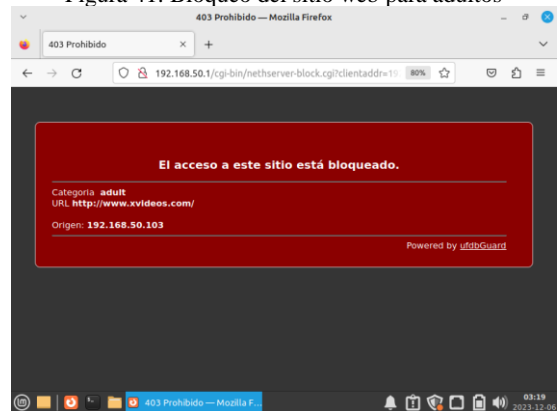 Figura 41. Bloqueo del sitio web para adultos
403 Prohibido — Mozilla Firefox
403 Prohibido
192.168.50.1/cgi-bin/nethserver-block.cgi?clientaddr=19
80%
El acceso a este sitio está bloqueado.
Categoria adult
URL http://www.xvideos.com/
Origen: 192.168.50.103
Powered by ufdbGuard
403 Prohibido — Mozilla F...
03:19
2023-12-06